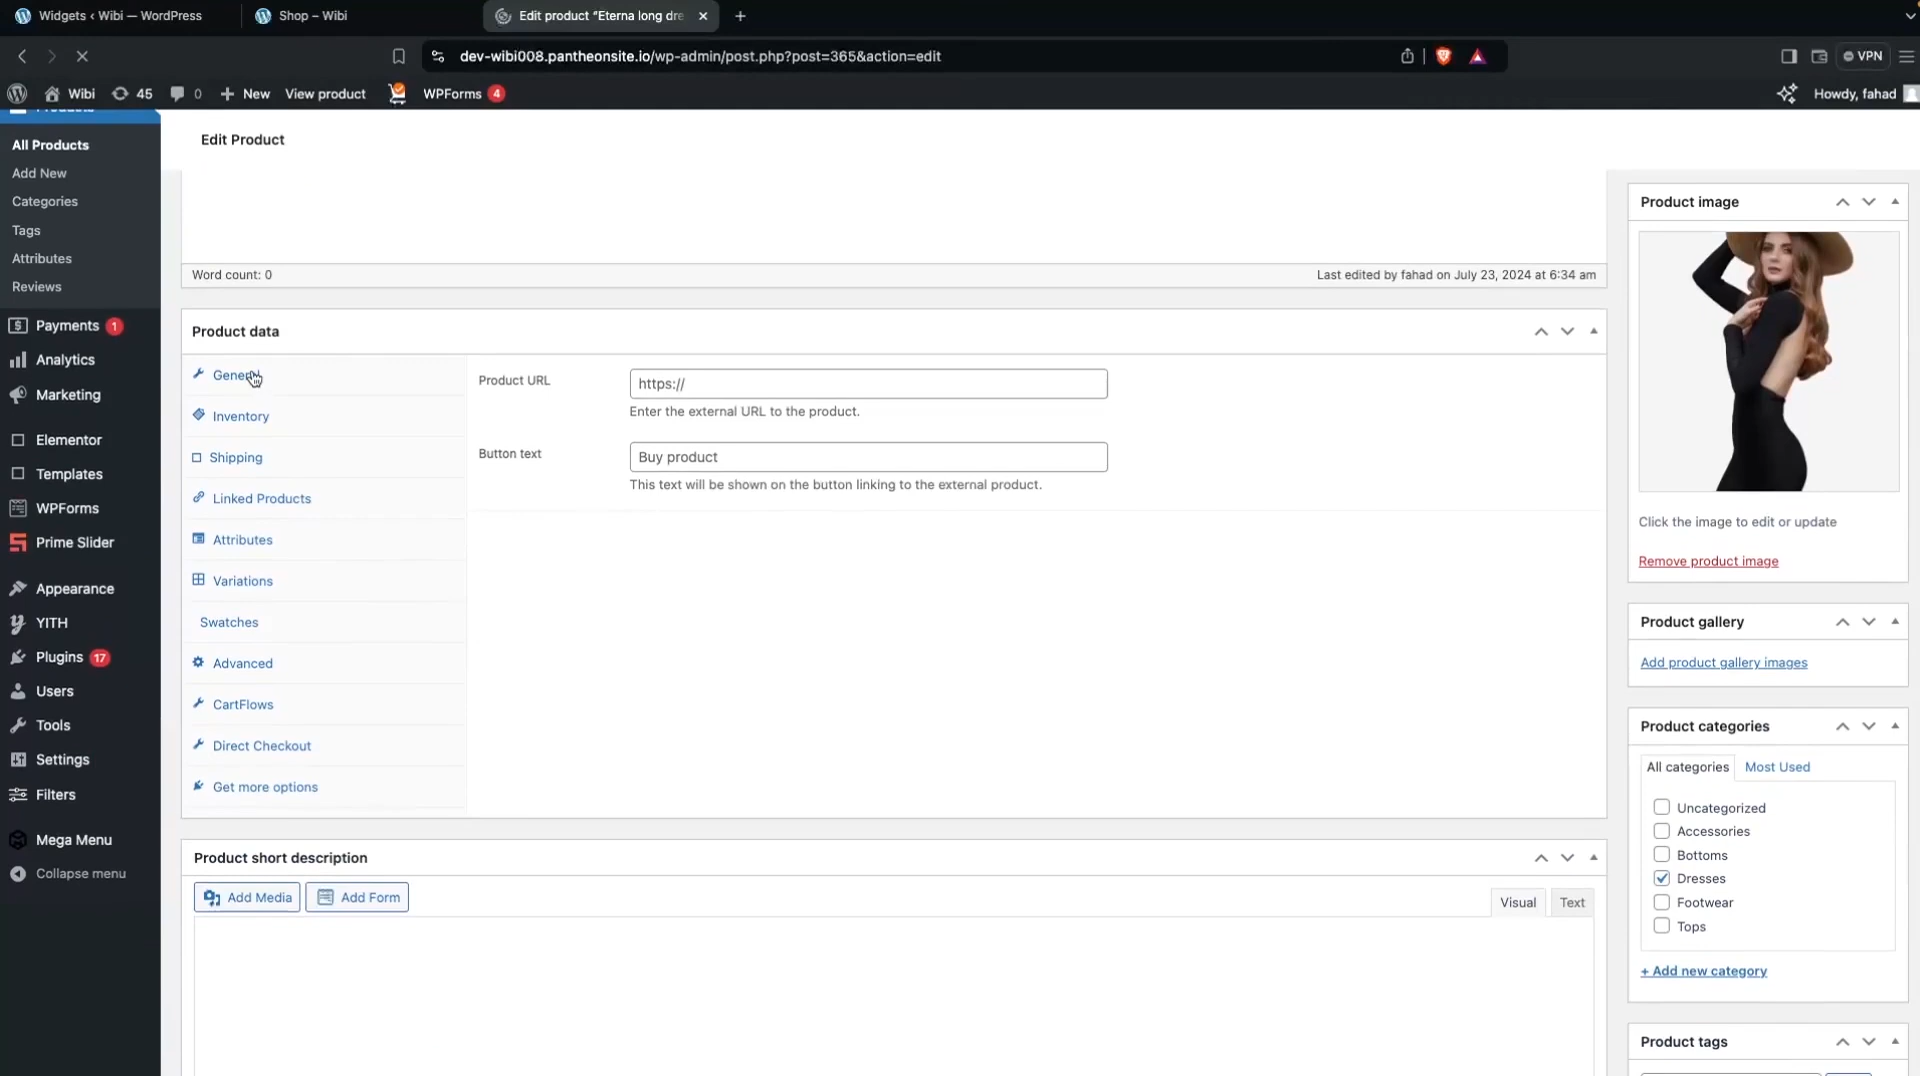 Widgets ‹ Wibi — WordPress
Shop – Wibi
Edit product “Eterna long dre
dev-wibi008.pantheonsite.io/wp-admin/post.php?post=365&action=edit
VPN
Wibi
45
0
New
View product
WPForms 4
Howdy, fahad
All Products
Add New
Categories
Tags
Attributes
Reviews
Payments 1
Analytics
Marketing
Elementor
Templates
WPForms
Prime Slider
Appearance
YITH
Plugins 17
Users
Tools
Settings
Filters
Mega Menu
Collapse menu
Edit Product
Word count: 0
Last edited by fahad on July 23, 2024 at 6:34 am
Product data
General
Inventory
Shipping
Linked Products
Attributes
Variations
Swatches
Advanced
CartFlows
Direct Checkout
Get more options
Product URL
https://
Enter the external URL to the product.
Button text
Buy product
This text will be shown on the button linking to the external product.
Product short description
Add Media
Add Form
Visual
Text
Product image
Click the image to edit or update
Remove product image
Product gallery
Add product gallery images
Product categories
All categories
Most Used
Uncategorized
Accessories
Bottoms
Dresses
Footwear
Tops
+ Add new category
Product tags